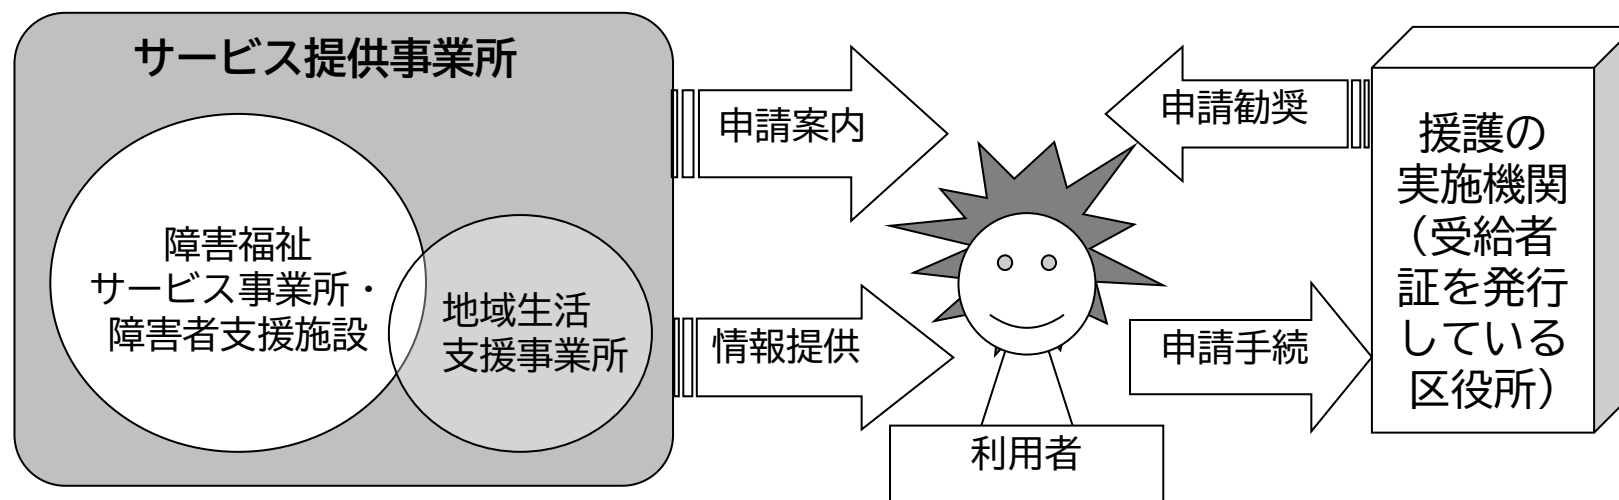 サービス提供事業所
障害福祉
サービス事業所・
障害者支援施設
地域生活
支援事業所
申請案内
情報提供
利用者
申請勧奨
申請手続
援護の
実施機関
（受給者
証を発行
している
区役所）